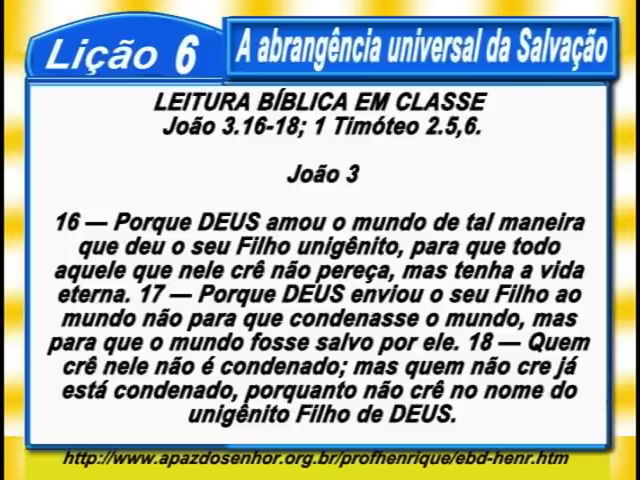 Lição 6
A abrangência universal da Salvação
LEITURA BÍBLICA EM CLASSE
João 3.16-18; 1 Timóteo 2.5,6.
João 3
16 — Porque DEUS amou o mundo de tal maneira
que deu o seu Filho unigênito, para que todo
aquele que nele crê não pereça, mas tenha a vida
eterna. 17 — Porque DEUS enviou o seu Filho ao
mundo não para que condenasse o mundo, mas
para que o mundo fosse salvo por ele. 18 — Quem
crê nele não é condenado; mas quem não cre já
está condenado, porquanto não crê no nome do
unigênito Filho de DEUS.
http://www.apazdosenhor.org.br/profhenrique/ebd-henr.htm